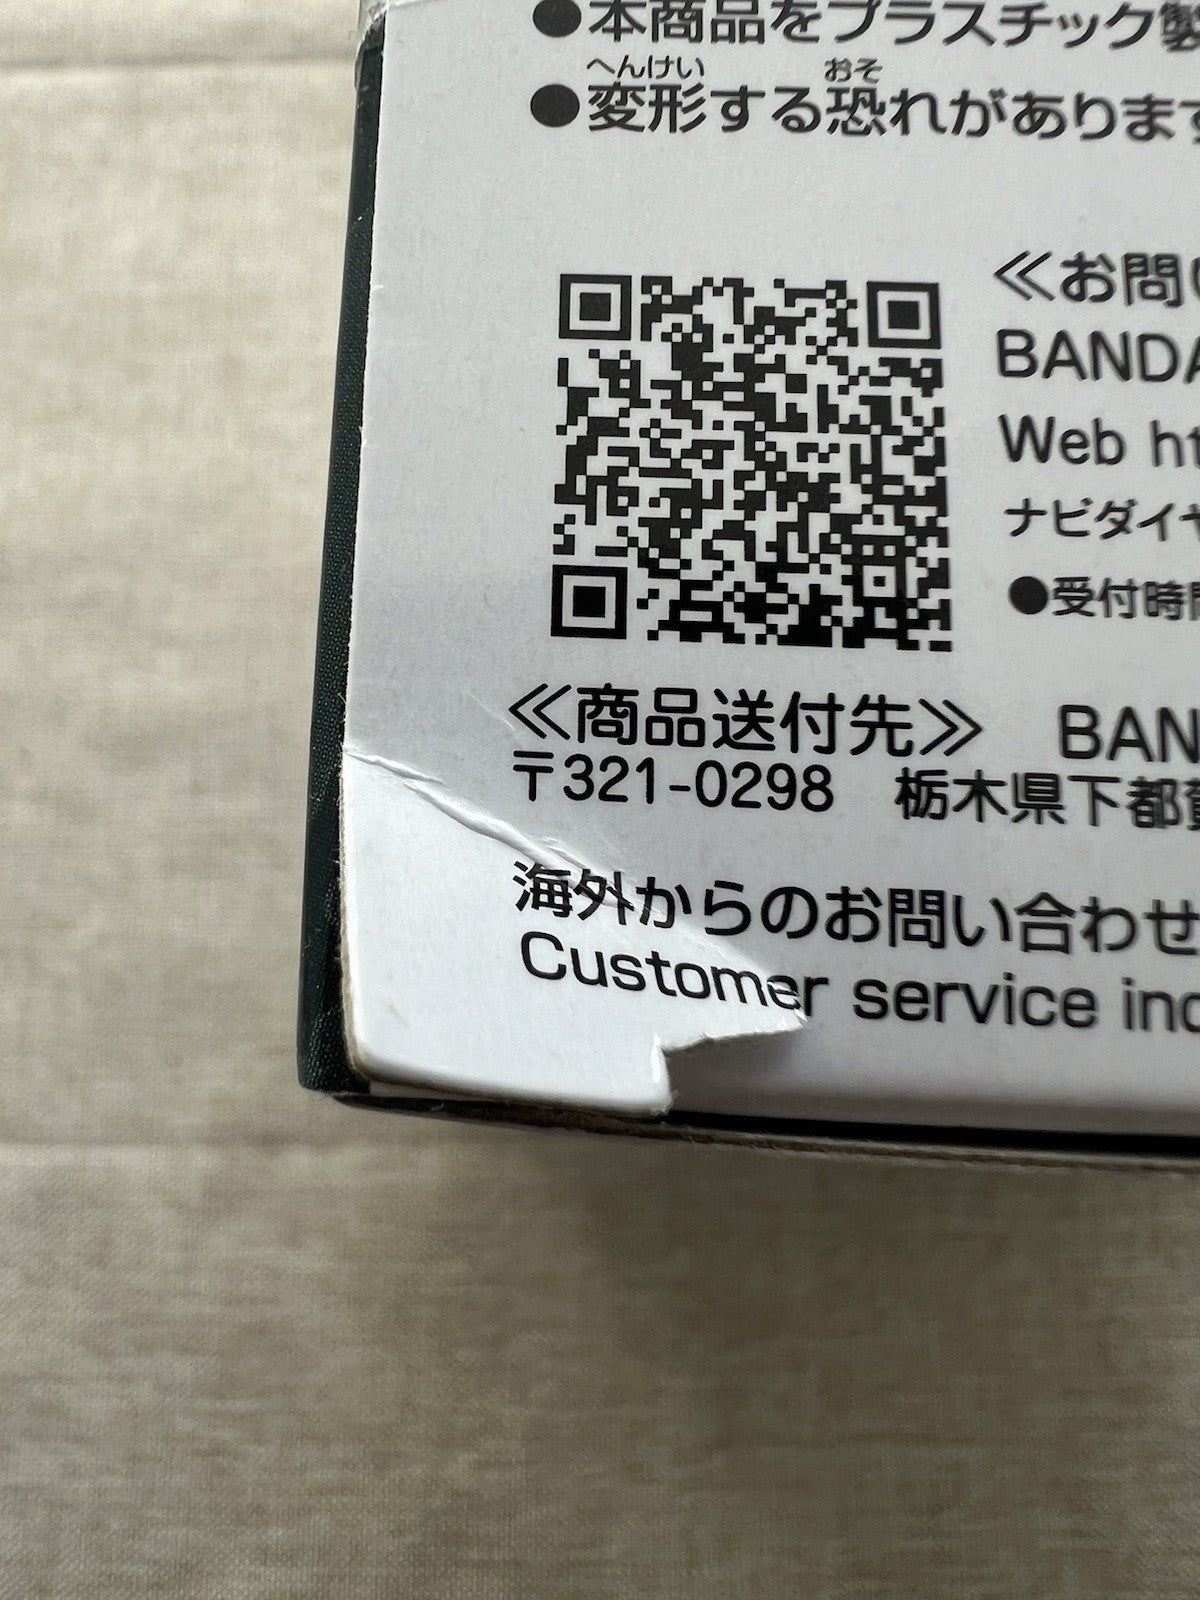 ●本商品をプラスチック製
へんけい おそ
●変形する恐れがあります
≪お問い
BANDA
Web ht
ナビダイヤ
●受付時間
≪商品送付先≫ BAN
〒321-0298 栃木県下都賀
海外からのお問い合わせ
Customer service inq